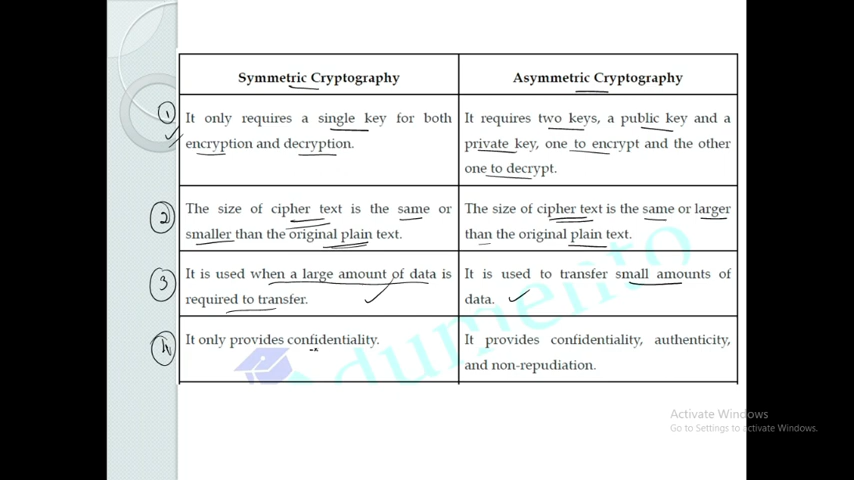 Symmetric Cryptography
Asymmetric Cryptography
1
It only requires a single key for both
encryption and decryption.
It requires two keys, a public key and a
private key, one to encrypt and the other
one to decrypt.
2
The size of cipher text is the same or
smaller than the original plain text.
The size of cipher text is the same or larger
than the original plain text.
3
It is used when a large amount of data is
required to transfer.
It is used to transfer small amounts of
data.
4
It only provides confidentiality.
It provides confidentiality, authenticity,
and non-repudiation.
dumento
Activate Windows
Go to Settings to activate Windows.